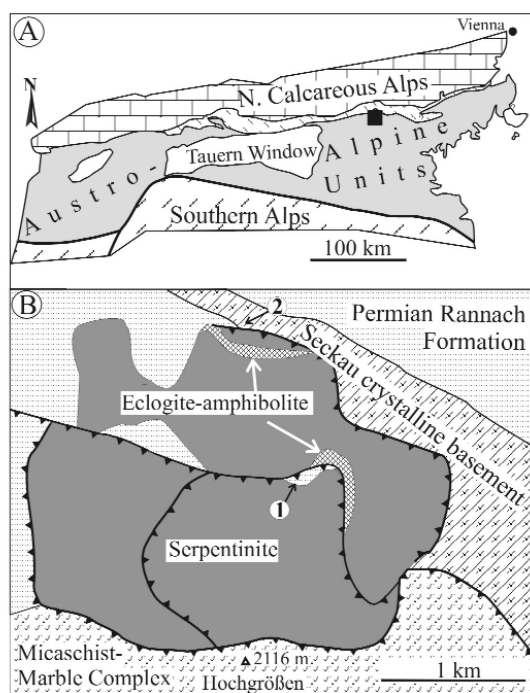 A
Vienna
N
N. Calcareous Alps
Tauern Window
Austro-
Alpine
Units
Southern Alps
100 km
B
2
Permian Rannach
Formation
Seckau crystalline
basement
Eclogite-amphibolite
1
Serpentinite
Micaschist-
Marble Complex
2116 m.
Hochgrößen
1 km